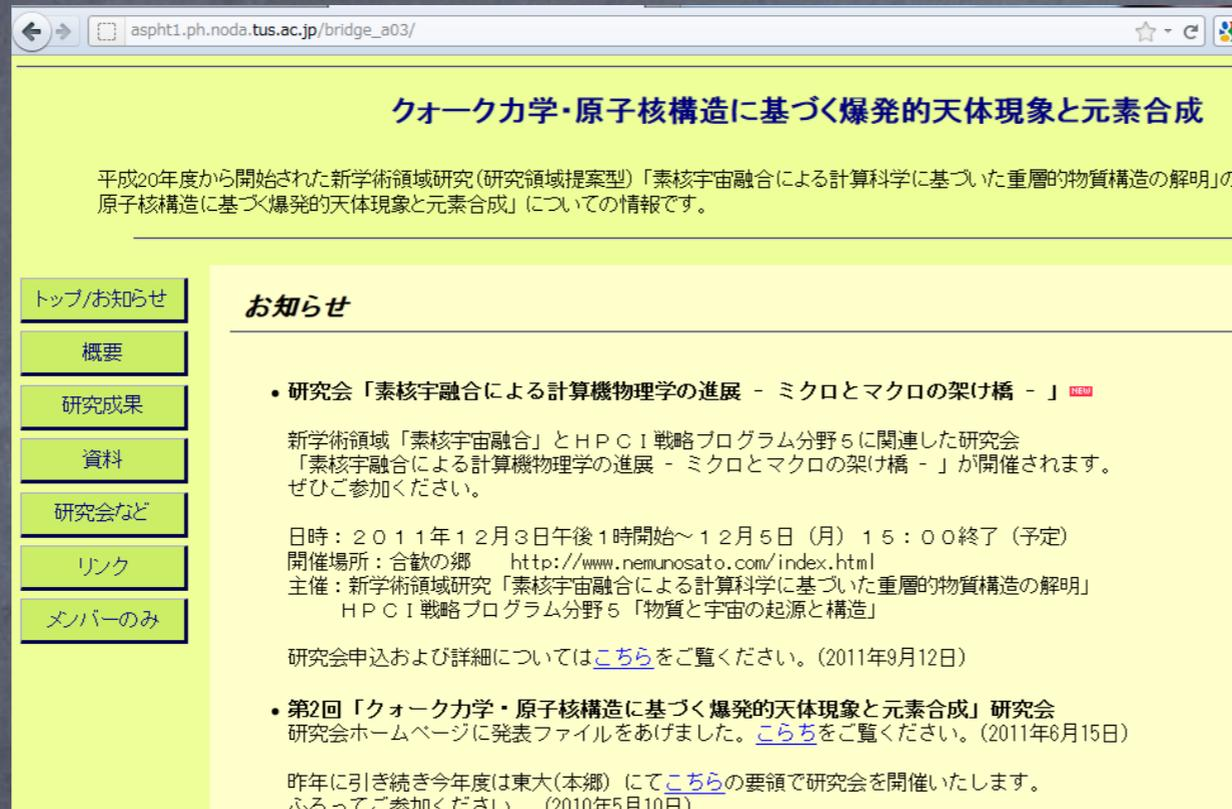 aspht1.ph.noda.tus.ac.jp/bridge_a03/
クォーク力学・原子核構造に基づく爆発的天体現象と元素合成
平成20年度から開始された新学術領域研究(研究領域提案型)「素核宇宙融合による計算科学に基づいた重層的物質構造の解明」の
原子核構造に基づく爆発的天体現象と元素合成」についての情報です。
トップ/お知らせ
概要
研究成果
資料
研究会など
リンク
メンバーのみ
お知らせ
• 研究会「素核宇融合による計算機物理学の進展 - ミクロとマクロの架け橋 - 」 NEW
新学術領域「素核宇宙融合」とHPCI戦略プログラム分野5に関連した研究会
「素核宇融合による計算機物理学の進展 - ミクロとマクロの架け橋 - 」が開催されます。
ぜひご参加ください。
日時:2011年12月3日午後1時開始~12月5日(月)15:00終了(予定)
開催場所:合歓の郷 http://www.nemunosato.com/index.html
主催:新学術領域研究「素核宇宙融合による計算科学に基づいた重層的物質構造の解明」
HPCI戦略プログラム分野5「物質と宇宙の起源と構造」
研究会申込および詳細についてはこちらをご覧ください。(2011年9月12日)
• 第2回「クォーク力学・原子核構造に基づく爆発的天体現象と元素合成」研究会
研究会ホームページに発表ファイルをあげました。こらちをご覧ください。(2011年6月15日)
昨年に引き続き今年度は東大(本郷) にてこちらの要領で研究会を開催いたします。
ふるってご参加ください。 (2010年5月10日)